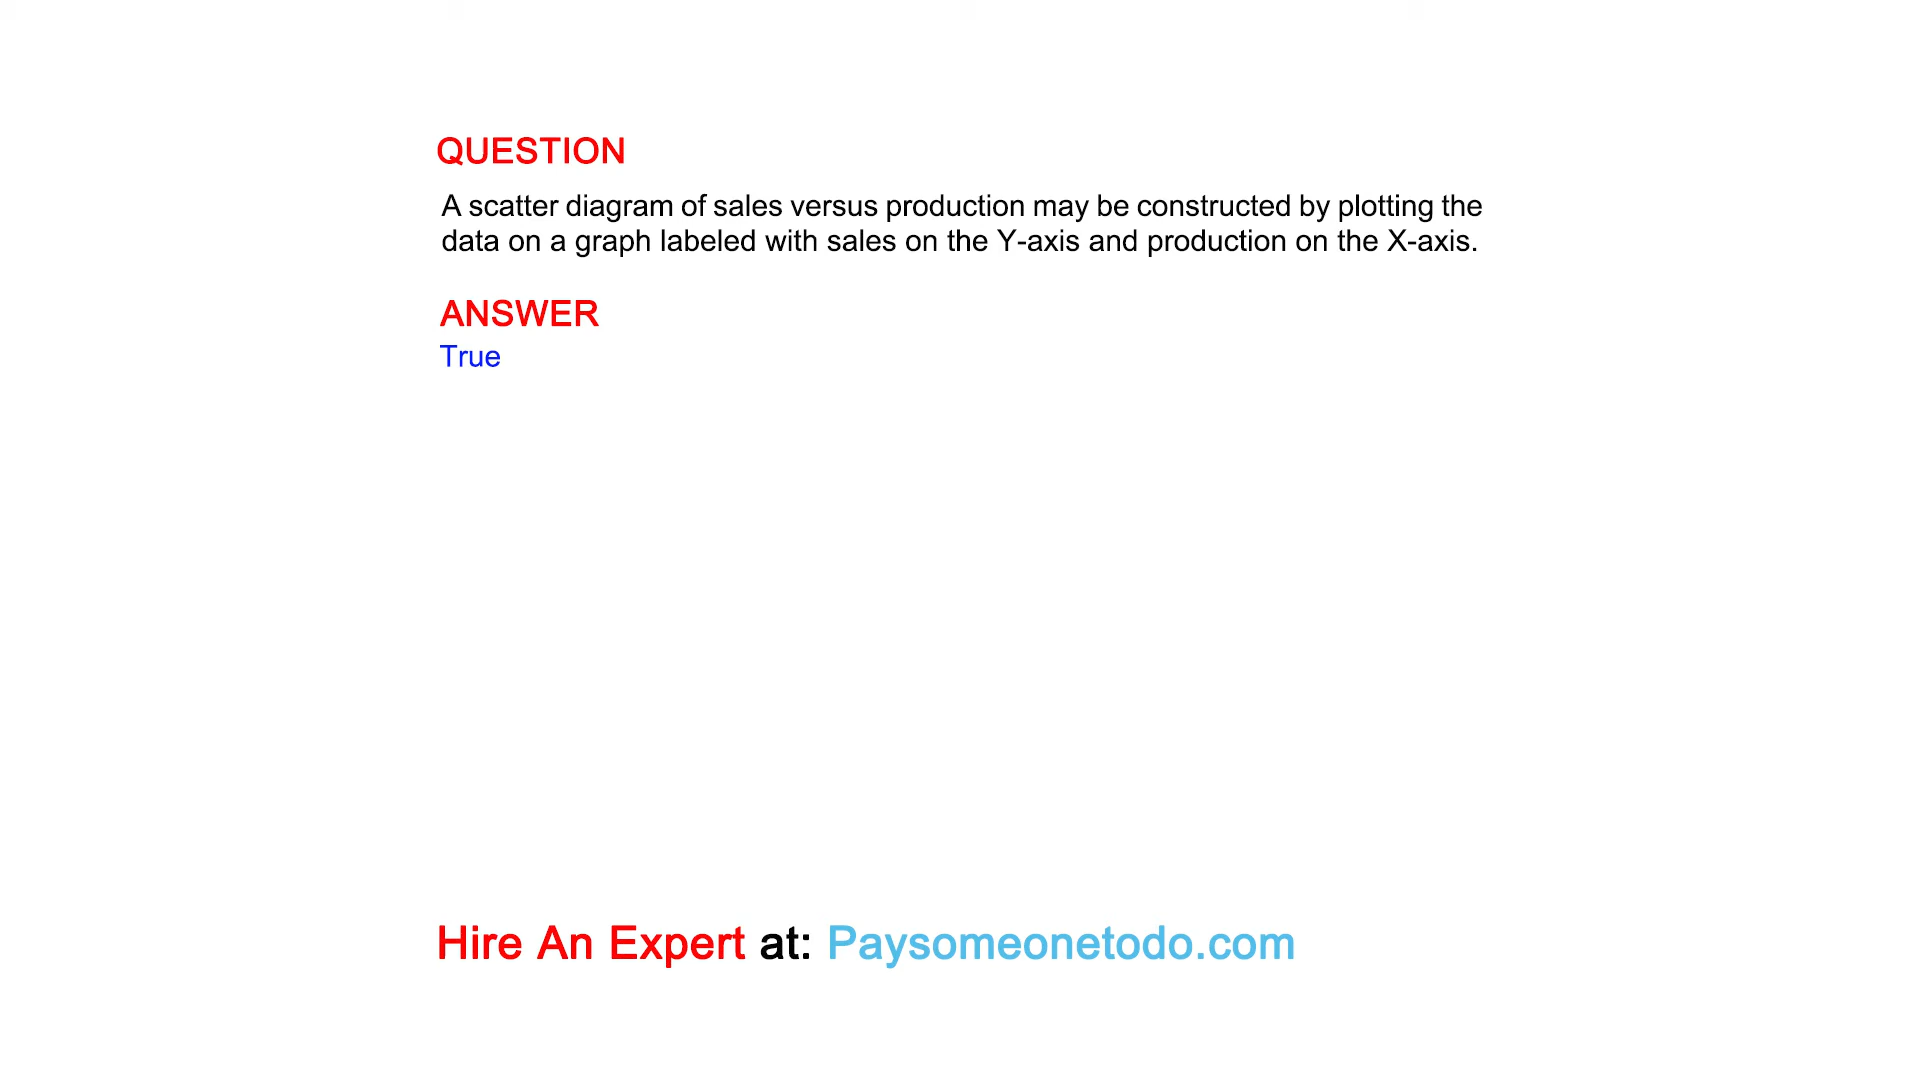 QUESTION
A scatter diagram of sales versus production may be constructed by plotting the
data on a graph labeled with sales on the Y-axis and production on the X-axis.
ANSWER
True
Hire An Expert at: Paysomeonetodo.com